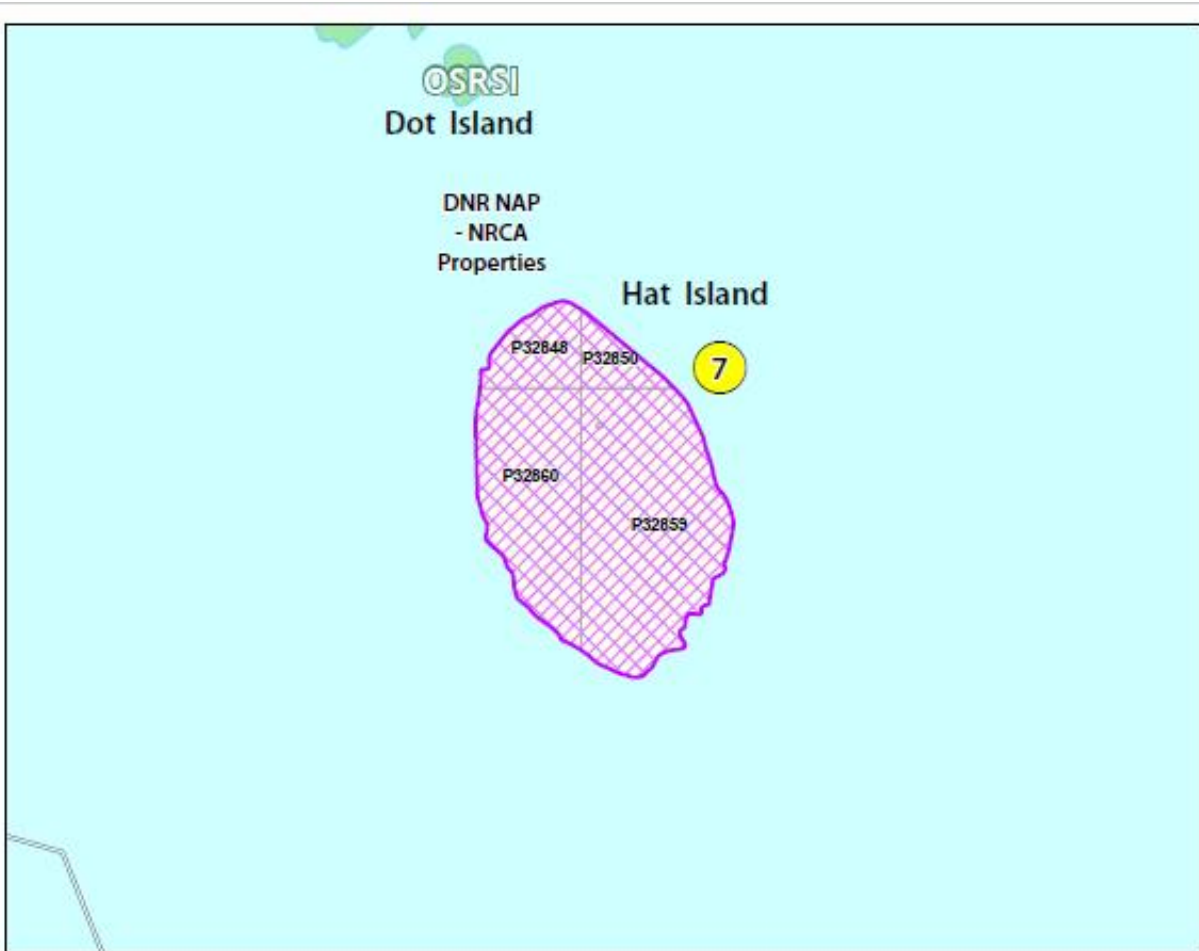 OSRSI
Dot Island
DNR NAP
- NRCA
Properties
Hat Island
P32848
P32850
7
P32860
P32859